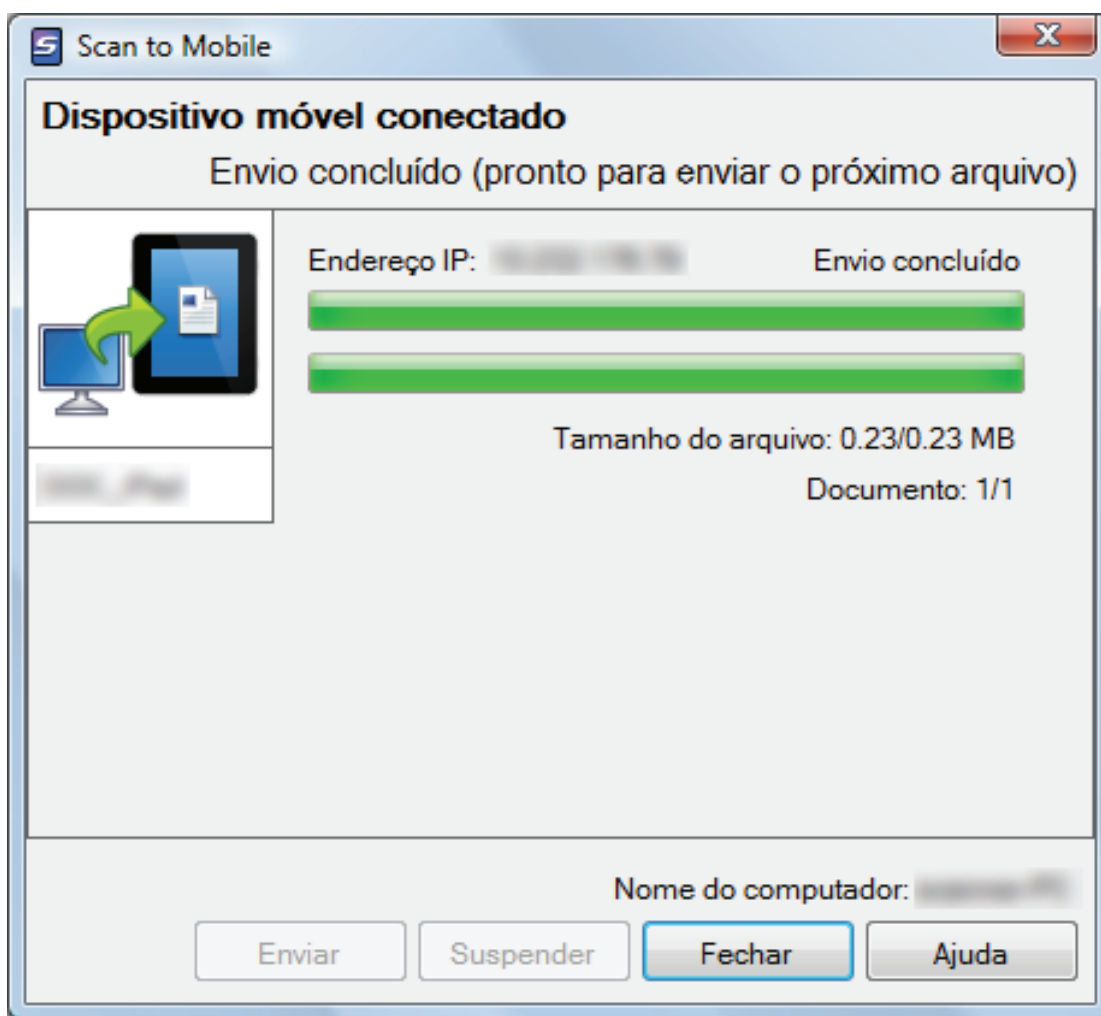 Scan to Mobile
Dispositivo móvel conectado
Envio concluído (pronto para enviar o próximo arquivo)
Endereço IP: Envio concluído
Tamanho do arquivo: 0.23/0.23 MB
Documento: 1/1
Nome do computador:
Enviar Suspender Fechar Ajuda